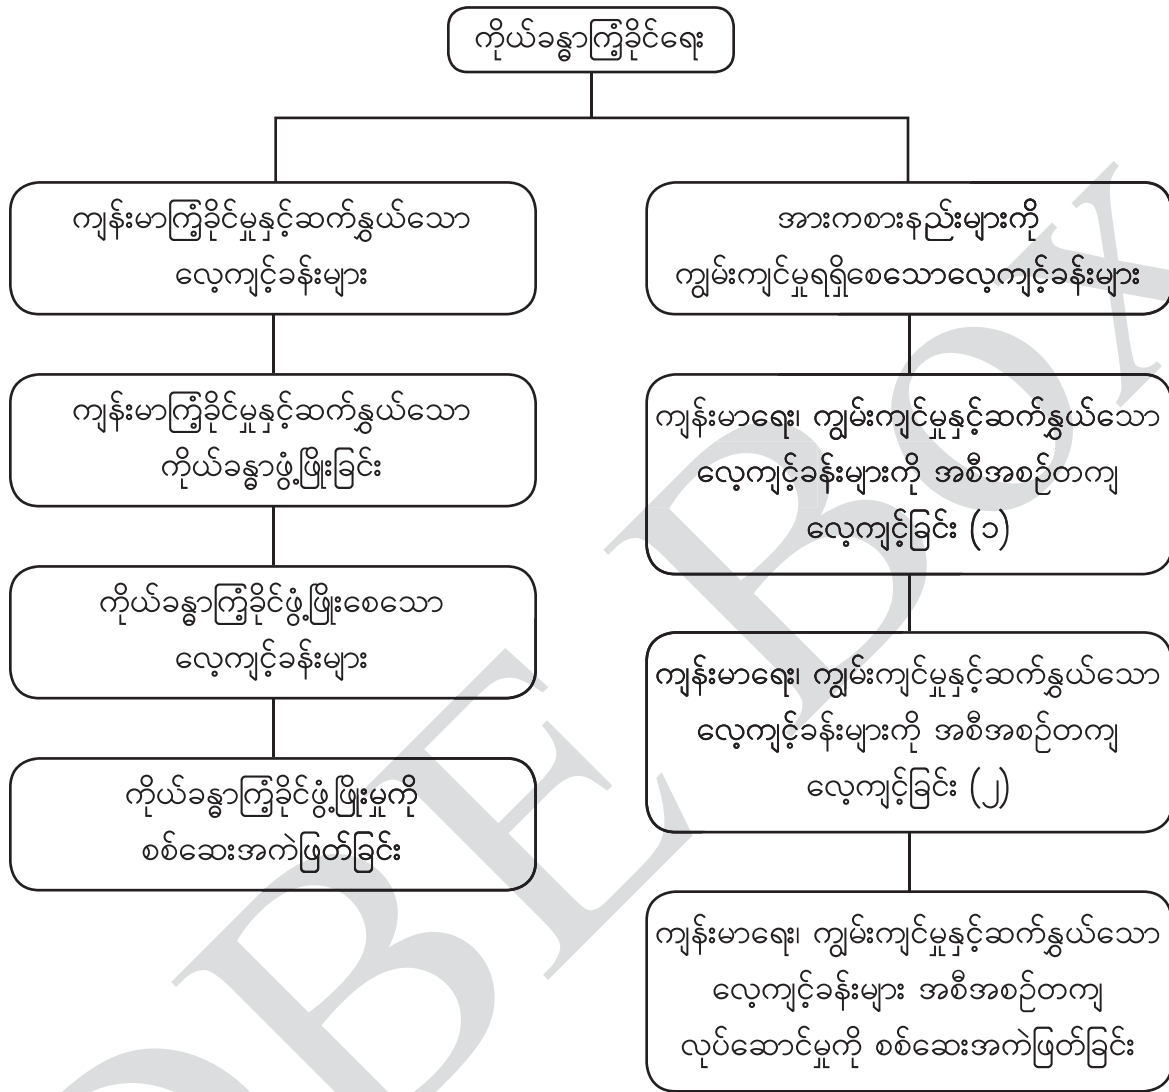 ကိုယ်ခန္ဓာကြံ့ခိုင်ရေး
ကျန်းမာကြံ့ခိုင်မှုနှင့်ဆက်နွှယ်သော
လေ့ကျင့်ခန်းများ
ကျန်းမာကြံ့ခိုင်မှုနှင့်ဆက်နွှယ်သော
ကိုယ်ခန္ဓာဖွံ့ဖြိုးခြင်း
ကိုယ်ခန္ဓာကြံ့ခိုင်ဖွံ့ဖြိုးစေသော
လေ့ကျင့်ခန်းများ
ကိုယ်ခန္ဓာကြံ့ခိုင်ဖွံ့ဖြိုးမှုကို
စစ်ဆေးအကဲဖြတ်ခြင်း
အားကစားနည်းများကို
ကျွမ်းကျင်မှုရရှိစေသောလေ့ကျင့်ခန်းများ
ကျန်းမာရေး၊ ကျွမ်းကျင်မှုနှင့်ဆက်နွှယ်သော
လေ့ကျင့်ခန်းများကို အစီအစဉ်တကျ
လေ့ကျင့်ခြင်း (၁)
ကျန်းမာရေး၊ ကျွမ်းကျင်မှုနှင့်ဆက်နွှယ်သော
လေ့ကျင့်ခန်းများကို အစီအစဉ်တကျ
လေ့ကျင့်ခြင်း (၂)
ကျန်းမာရေး၊ ကျွမ်းကျင်မှုနှင့်ဆက်နွှယ်သော
လေ့ကျင့်ခန်းများ အစီအစဉ်တကျ
လုပ်ဆောင်မှုကို စစ်ဆေးအကဲဖြတ်ခြင်း
OBE BOX